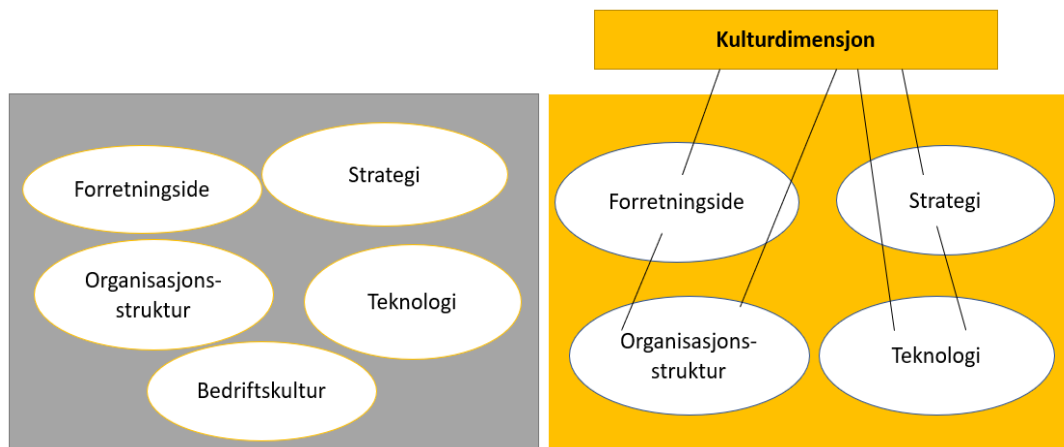 Kulturdimensjon
Forretningside
Strategi
Organisasjons-
struktur
Teknologi
Bedriftskultur
Forretningside
Strategi
Organisasjons-
struktur
Teknologi